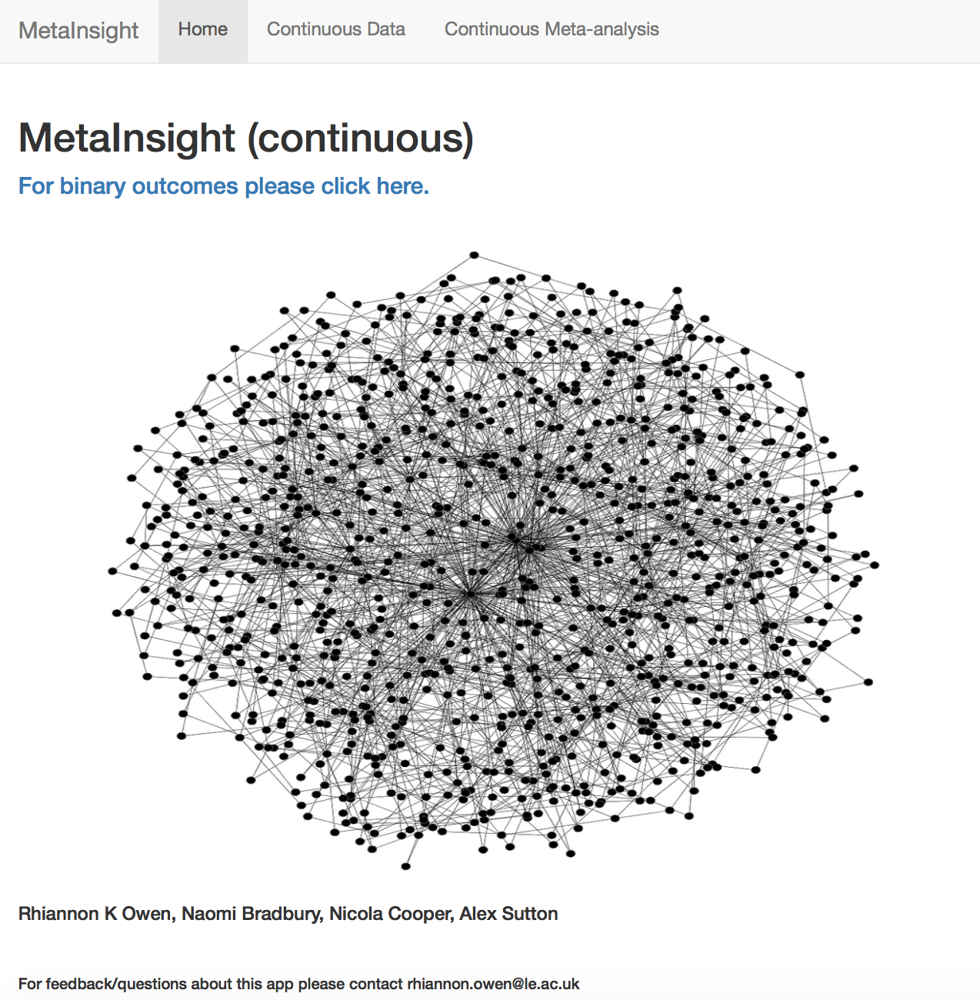 MetaInsight Home Continuous Data Continuous Meta-analysis
MetaInsight (continuous)
For binary outcomes please click here.
Rhiannon K Owen, Naomi Bradbury, Nicola Cooper, Alex Sutton
For feedback/questions about this app please contact rhiannon.owen@le.ac.uk